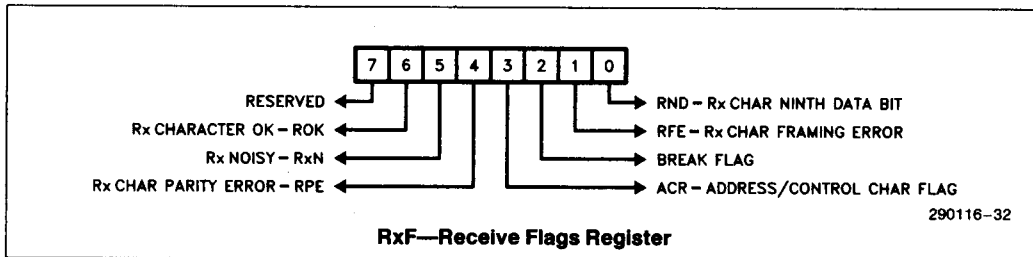 7 6 5 4 3 2 1 0
RESERVED
Rx CHARACTER OK – ROK
Rx NOISY – RxN
Rx CHAR PARITY ERROR – RPE
RND – Rx CHAR NINTH DATA BIT
RFE – Rx CHAR FRAMING ERROR
BREAK FLAG
ACR – ADDRESS/CONTROL CHAR FLAG
290116–32
RxF—Receive Flags Register